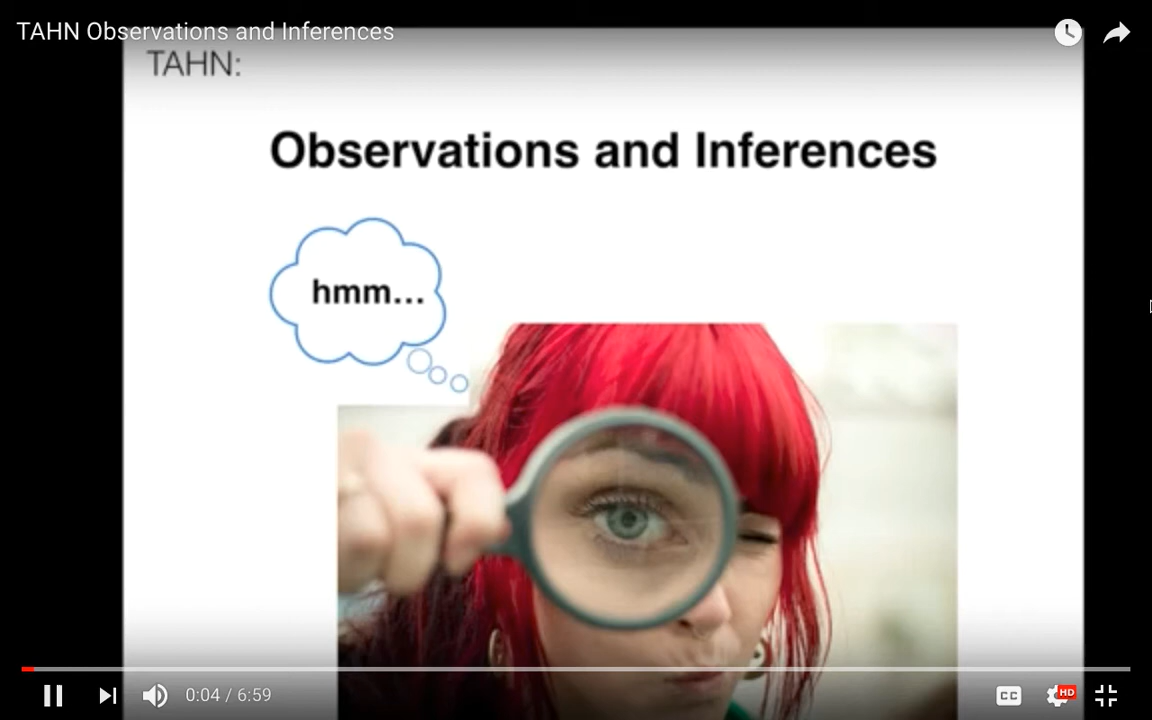 TAHN Observations and Inferences
TAHN:
Observations and Inferences
hmm...
0:04 / 6:59
CC
HD